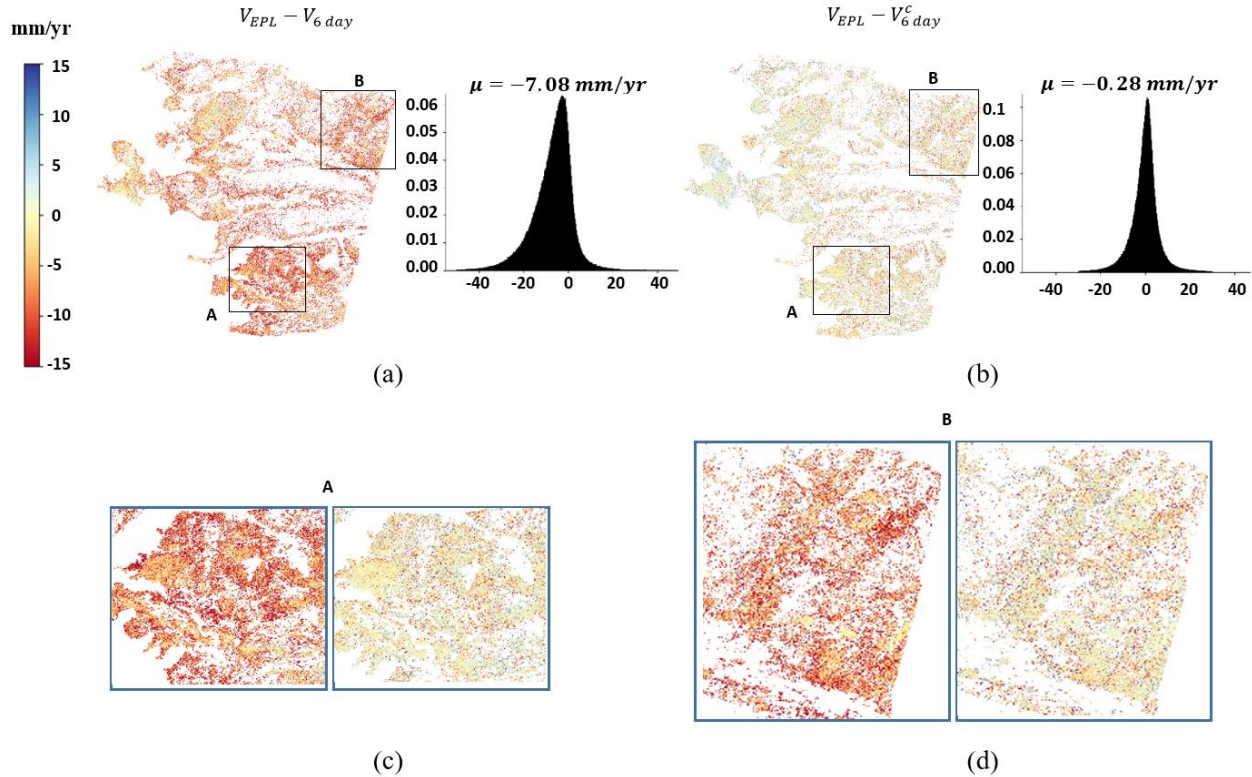 V_EPL − V_6 day
V_EPL − V^c_6 day
mm/yr
15
10
5
0
-5
-10
-15
B
A
μ = −7.08 mm/yr
0.06
0.05
0.04
0.03
0.02
0.01
0.00
-40 -20 0 20 40
(a)
B
A
μ = −0.28 mm/yr
0.1
0.08
0.06
0.04
0.02
0.00
-40 -20 0 20 40
(b)
A
(c)
B
(d)